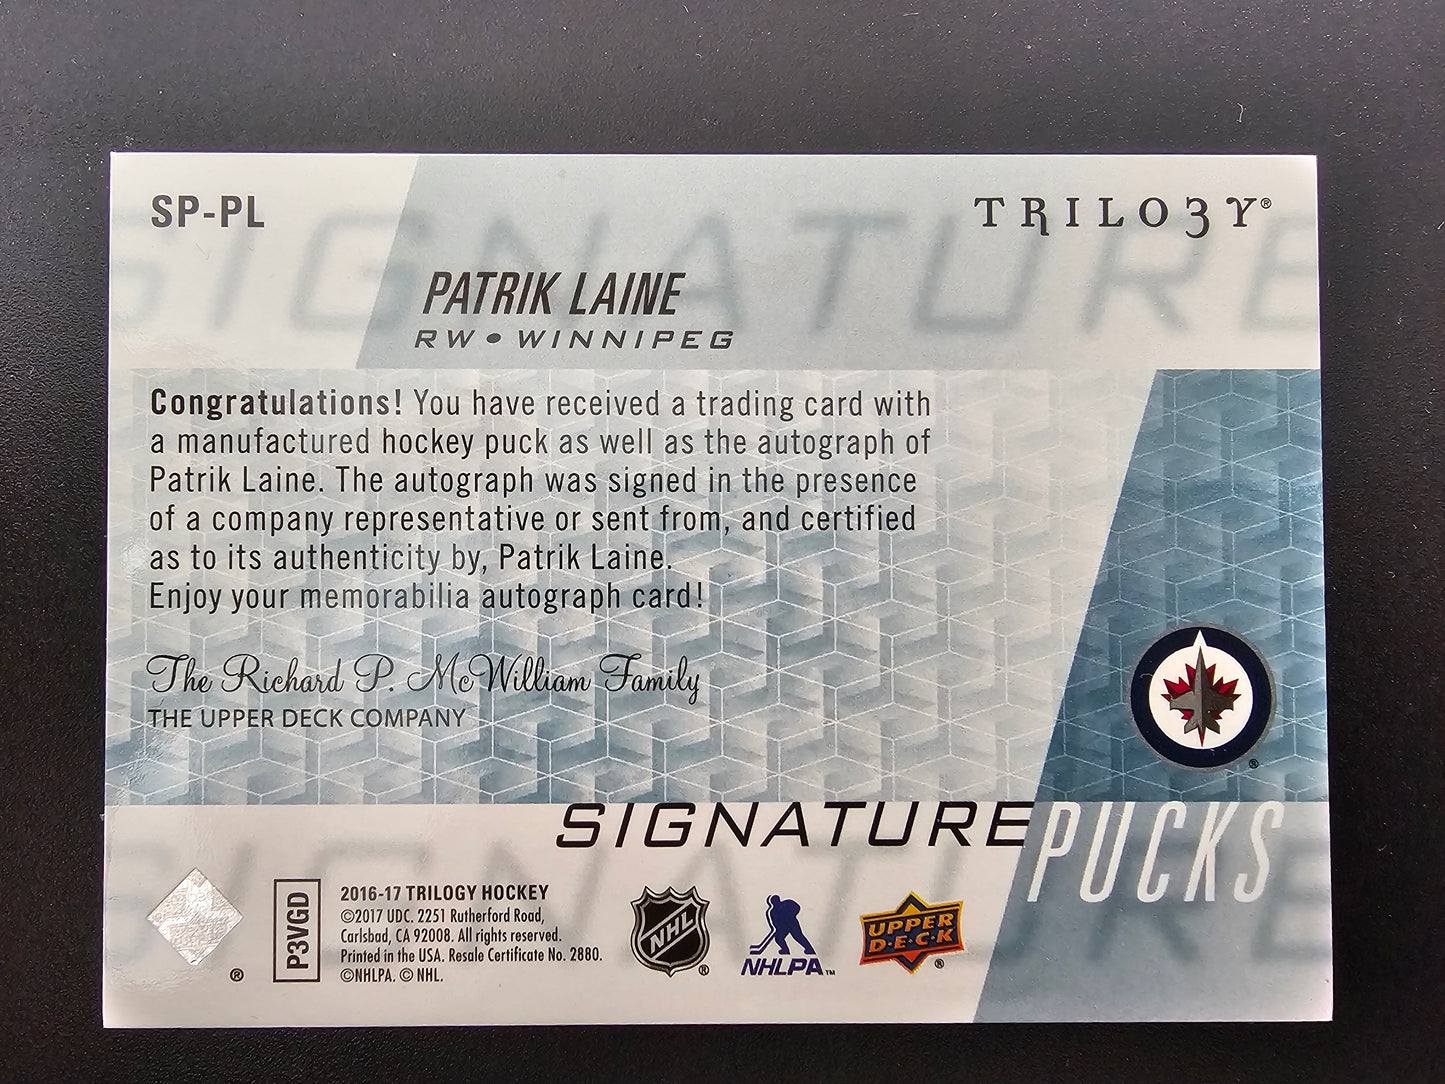 SP-PL
TRILO3Y®
SIGNATURE
PATRIK LAINE
RW • WINNIPEG
Congratulations! You have received a trading card with
a manufactured hockey puck as well as the autograph of
Patrik Laine. The autograph was signed in the presence
of a company representative or sent from, and certified
as to its authenticity by, Patrik Laine.
Enjoy your memorabilia autograph card!
The Richard P. McWilliam Family
THE UPPER DECK COMPANY
®
SIGNATURE PUCKS
SIGNATURE
®
P3VGD
2016-17 TRILOGY HOCKEY
©2017 UDC. 2251 Rutherford Road,
Carlsbad, CA 92008. All rights reserved.
Printed in the USA. Resale Certificate No. 2880.
©NHLPA. © NHL.
NHL ®
NHLPA™
UPPER
D·E·C·K ®